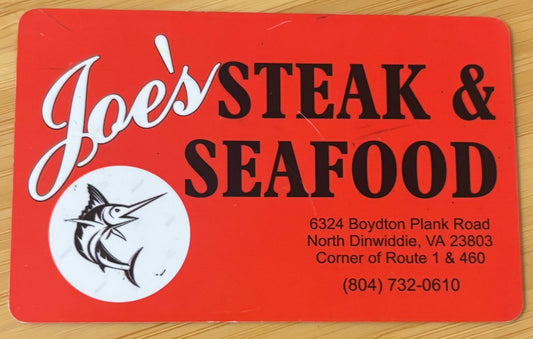 Joe's STEAK &
SEAFOOD
6324 Boydton Plank Road
North Dinwiddie, VA 23803
Corner of Route 1 & 460
(804) 732-0610